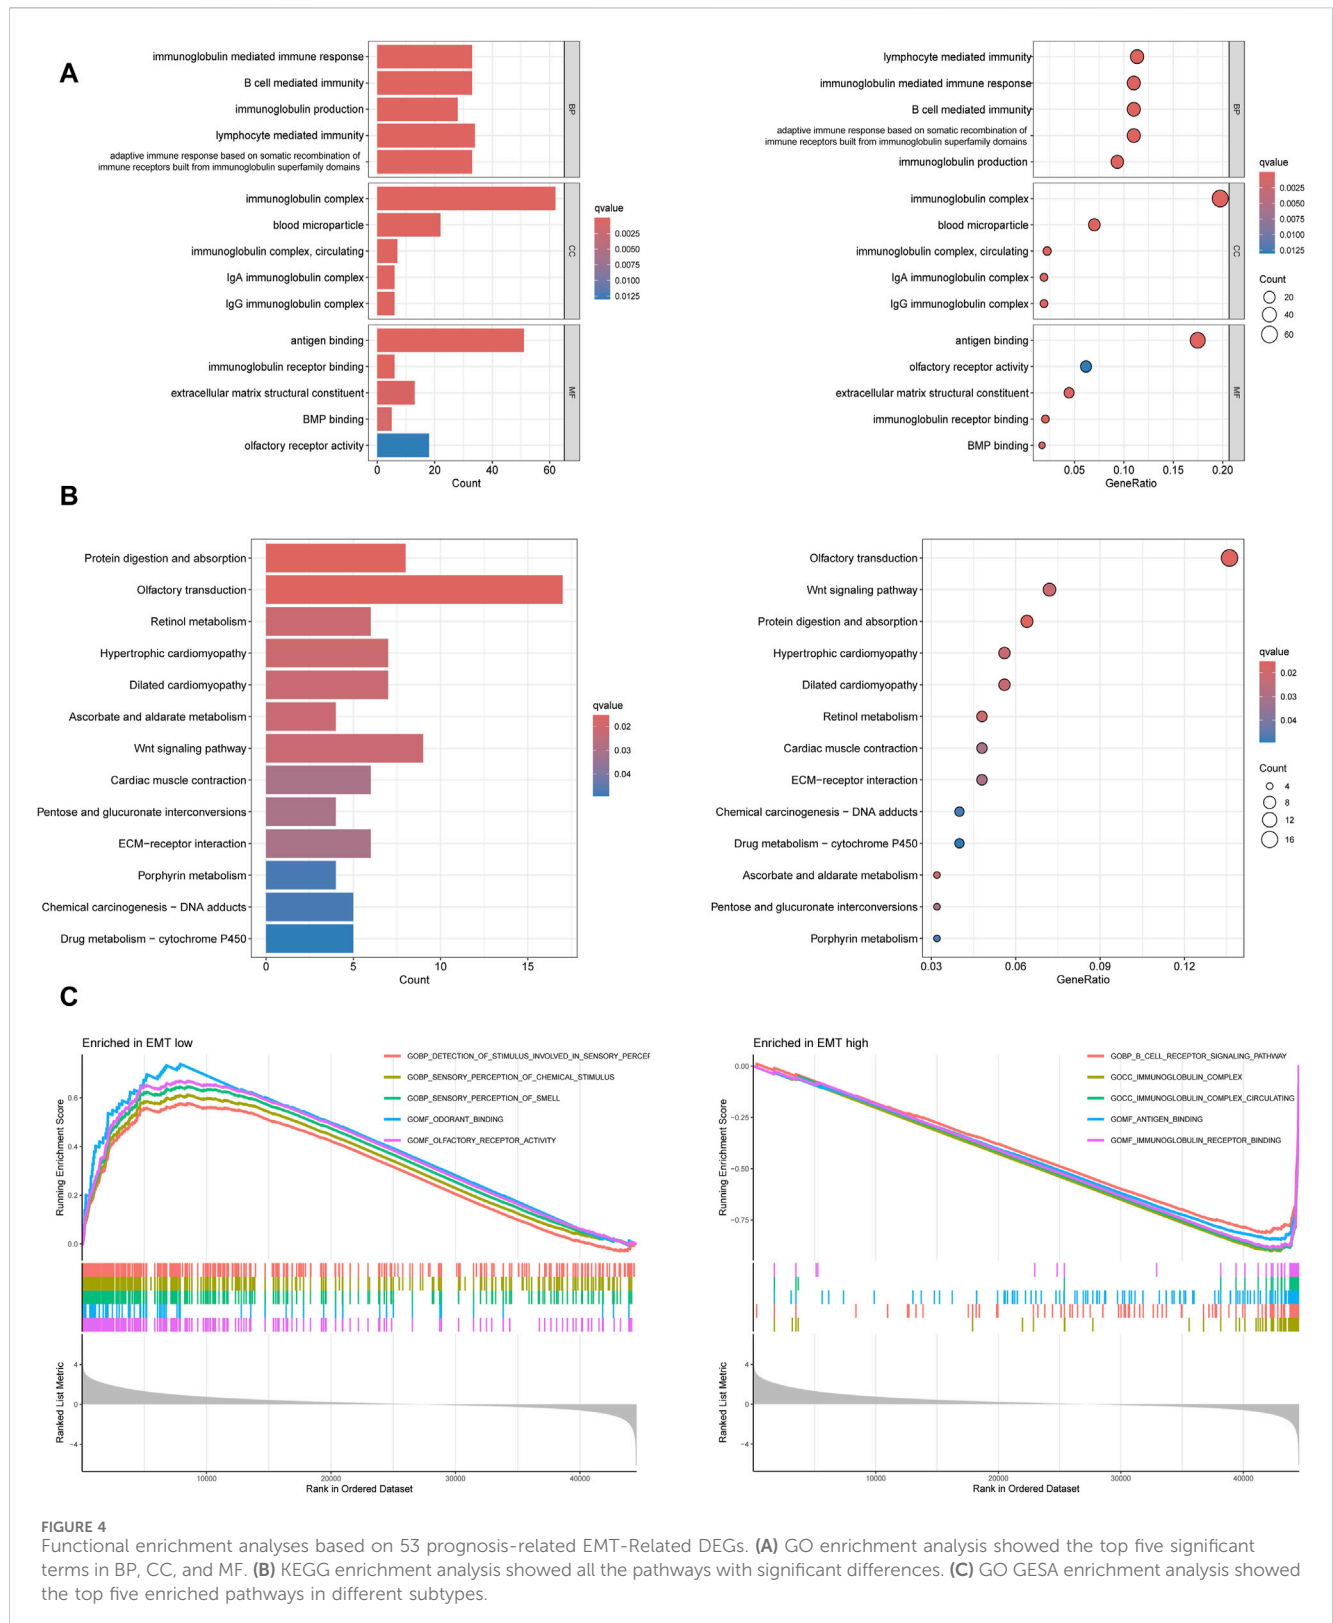 A
immunoglobulin mediated immune response
B cell mediated immunity
immunoglobulin production
lymphocyte mediated immunity
adaptive immune response based on somatic recombination of
immune receptors built from immunoglobulin superfamily domains
BP
immunoglobulin complex
blood microparticle
immunoglobulin complex, circulating
IgA immunoglobulin complex
IgG immunoglobulin complex
CC
antigen binding
immunoglobulin receptor binding
extracellular matrix structural constituent
BMP binding
olfactory receptor activity
MF
0 20 40 60
Count
qvalue
0.0025
0.0050
0.0075
0.0100
0.0125
lymphocyte mediated immunity
immunoglobulin mediated immune response
B cell mediated immunity
adaptive immune response based on somatic recombination of
immune receptors built from immunoglobulin superfamily domains
immunoglobulin production
BP
immunoglobulin complex
blood microparticle
immunoglobulin complex, circulating
IgA immunoglobulin complex
IgG immunoglobulin complex
CC
antigen binding
olfactory receptor activity
extracellular matrix structural constituent
immunoglobulin receptor binding
BMP binding
MF
0.05 0.10 0.15 0.20
GeneRatio
qvalue
0.0025
0.0050
0.0075
0.0100
0.0125
Count
20
40
60
B
Protein digestion and absorption
Olfactory transduction
Retinol metabolism
Hypertrophic cardiomyopathy
Dilated cardiomyopathy
Ascorbate and aldarate metabolism
Wnt signaling pathway
Cardiac muscle contraction
Pentose and glucuronate interconversions
ECM−receptor interaction
Porphyrin metabolism
Chemical carcinogenesis − DNA adducts
Drug metabolism − cytochrome P450
0 5 10 15
Count
qvalue
0.02
0.03
0.04
Olfactory transduction
Wnt signaling pathway
Protein digestion and absorption
Hypertrophic cardiomyopathy
Dilated cardiomyopathy
Retinol metabolism
Cardiac muscle contraction
ECM−receptor interaction
Chemical carcinogenesis − DNA adducts
Drug metabolism − cytochrome P450
Ascorbate and aldarate metabolism
Pentose and glucuronate interconversions
Porphyrin metabolism
0.03 0.06 0.09 0.12
GeneRatio
qvalue
0.02
0.03
0.04
Count
4
8
12
16
C
Enriched in EMT low
GOBP_DETECTION_OF_STIMULUS_INVOLVED_IN_SENSORY_PERCEP
GOBP_SENSORY_PERCEPTION_OF_CHEMICAL_STIMULUS
GOBP_SENSORY_PERCEPTION_OF_SMELL
GOMF_ODORANT_BINDING
GOMF_OLFACTORY_RECEPTOR_ACTIVITY
Running Enrichment Score
0.6
0.4
0.2
0.0
Ranked List Metric
4
0
−4
10000 20000 30000 40000
Rank in Ordered Dataset
Enriched in EMT high
GOBP_B_CELL_RECEPTOR_SIGNALING_PATHWAY
GOCC_IMMUNOGLOBULIN_COMPLEX
GOCC_IMMUNOGLOBULIN_COMPLEX_CIRCULATING
GOMF_ANTIGEN_BINDING
GOMF_IMMUNOGLOBULIN_RECEPTOR_BINDING
Running Enrichment Score
0.00
−0.25
−0.50
−0.75
Ranked List Metric
4
0
−4
10000 20000 30000 40000
Rank in Ordered Dataset
FIGURE 4
Functional enrichment analyses based on 53 prognosis-related EMT-Related DEGs. (A) GO enrichment analysis showed the top five significant
terms in BP, CC, and MF. (B) KEGG enrichment analysis showed all the pathways with significant differences. (C) GO GESA enrichment analysis showed
the top five enriched pathways in different subtypes.